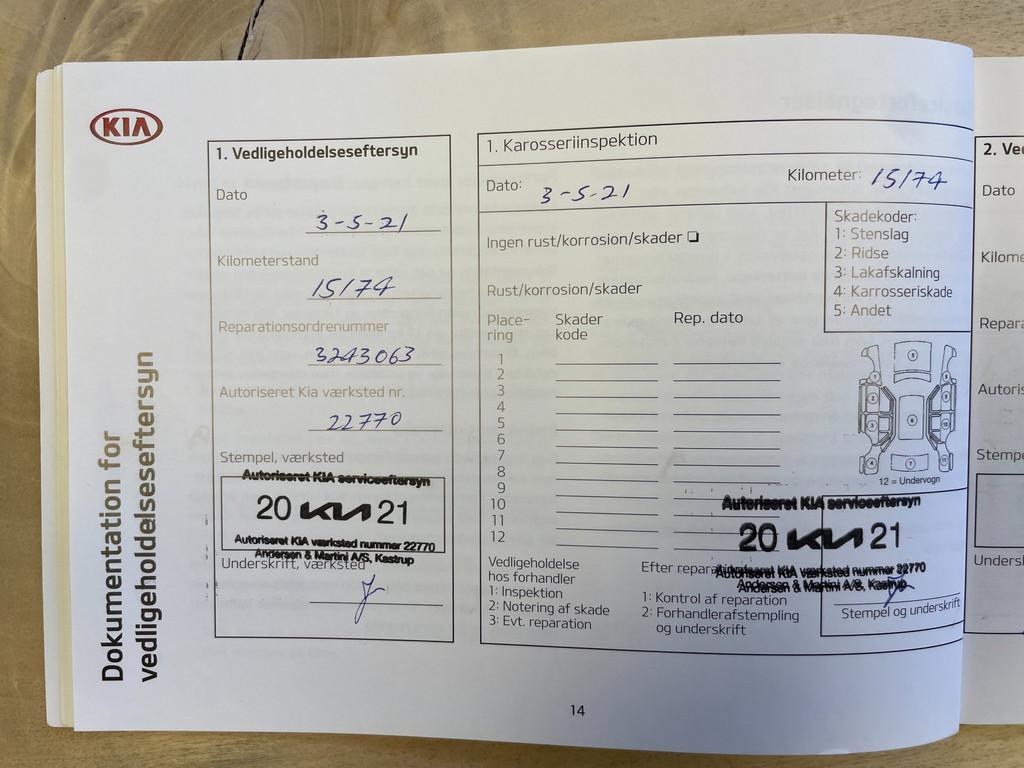 KIA
Dokumentation for
vedligeholdelseseftersyn
1. Vedligeholdelseseftersyn
Dato
3-5-21
Kilometerstand
15174
Reparationsordrenummer
3243063
Autoriseret Kia værksted nr.
22770
Stempel, værksted
Autoriseret KIA serviceeftersyn
20 KIA 21
Autoriseret KIA værksted nummer 22770
Andersen & Martini A/S, Kastrup
Underskrift, værksted
1. Karosseriinspektion
Dato: 3-5-21
Kilometer: 15174
Ingen rust/korrosion/skader ❏
Rust/korrosion/skader
Skadekoder:
1: Stenslag
2: Ridse
3: Lakafskalning
4: Karrosseriskade
5: Andet
Place-
ring
Skader
kode
Rep. dato
1
2
3
4
5
6
7
8
9
10
11
12
12 = Undervogn
Autoriseret KIA serviceeftersyn
20 KIA 21
Autoriseret KIA værksted nummer 22770
Andersen & Martini A/S, Kastrup
Vedligeholdelse
hos forhandler
1: Inspektion
2: Notering af skade
3: Evt. reparation
Efter
1: Kontrol af reparation
2: Forhandlerafstempling
og underskrift
Stempel og underskrift
14
2.
Dato